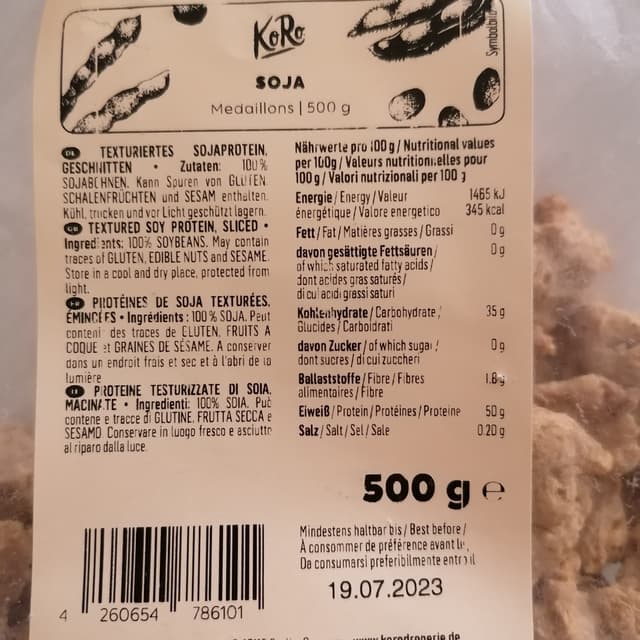 KoRo
Symbolbild
SOJA
Medaillons | 500 g
DE TEXTURIERTES SOJAPROTEIN,
GESCHNITTEN • Zutaten: 100%
SOJABOHNEN. Kann Spuren von GLUTEN,
SCHALENFRÜCHTEN und SESAM enthalten.
Kühl, trocken und vor Licht geschützt lagern.
GB TEXTURED SOY PROTEIN, SLICED •
Ingredients: 100% SOYBEANS. May contain
traces of GLUTEN, EDIBLE NUTS and SESAME.
Store in a cool and dry place, protected from
light.
FR PROTÉINES DE SOJA TEXTURÉES,
ÉMINCÉES • Ingrédients : 100 % SOJA. Peut
contenir des traces de GLUTEN, FRUITS A
COQUE et GRAINES DE SÉSAME. A conserver
dans un endroit frais et sec et à l'abri de la
lumière
IT PROTEINE TESTURIZZATE DI SOIA,
MACINATE • Ingredienti: 100% SOIA. Può
contene e tracce di GLUTINE, FRUTTA SECCA e
SESAMO. Conservare in luogo fresco e asciutto
al riparo dalla luce.
Nährwerte pro 100 g / Nutritional values
per 100g / Valeurs nutritionnelles pour
100 g / Valori nutrizionali per 100 g
Energie / Energy / Valeur 1465 kJ
énergétique / Valore energetico 345 kcal
Fett / Fat / Matières grasses / Grassi 0 g
davon gesättigte Fettsäuren / 0 g
of which saturated fatty acids /
dont acides gras saturés /
di cui acidi grassi saturi
Kohlenhydrate / Carbohydrate / 35 g
Glucides / Carboidrati
davon Zucker / of which sugar / 0 g
dont sucres / di cui zuccheri
Ballaststoffe / Fibre / Fibres 1.8 g
alimentaires / Fibre
Eiweiß / Protein / Protéines / Proteine 50 g
Salz / Salt / Sel / Sale 0.20 g
500 g e
Mindestens haltbar bis / Best before /
À consommer de préférence avant le,
Da consumarsi preferibilmente entro il
19.07.2023
4 260654 786101
www.korodrogerie.de